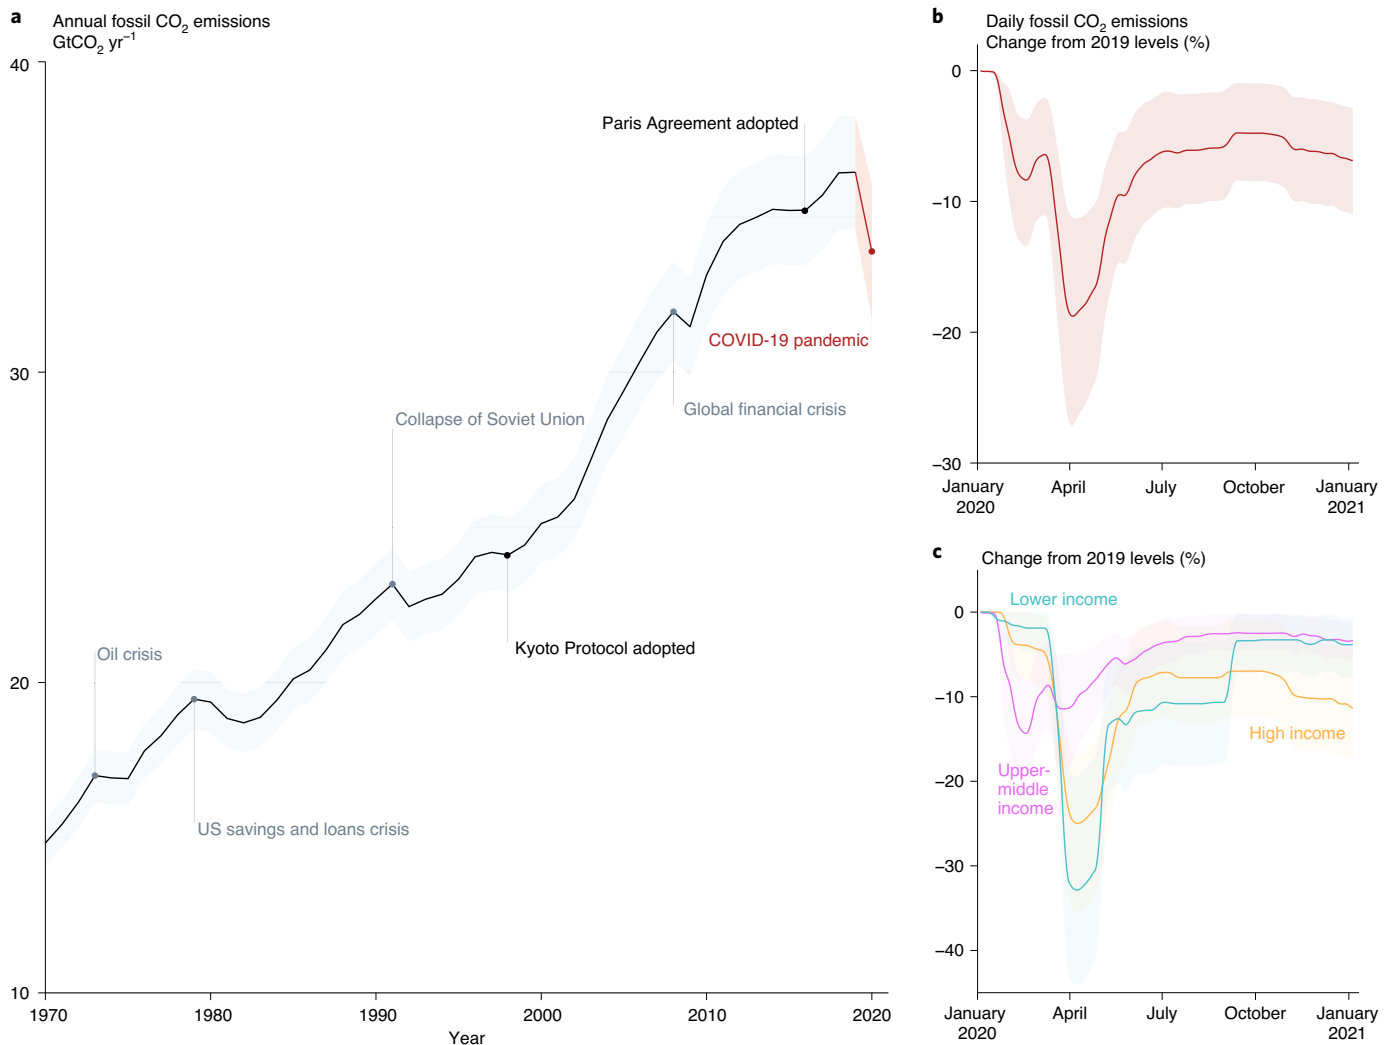 a
Annual fossil CO2 emissions
GtCO2 yr−1
40
30
20
10
1970
1980
1990
2000
2010
2020
Year
Paris Agreement adopted
COVID-19 pandemic
Global financial crisis
Collapse of Soviet Union
Kyoto Protocol adopted
Oil crisis
US savings and loans crisis
b
Daily fossil CO2 emissions
Change from 2019 levels (%)
0
−10
−20
−30
January
2020
April
July
October
January
2021
c
Change from 2019 levels (%)
Lower income
High income
Upper-
middle
income
0
−10
−20
−30
−40
January
2020
April
July
October
January
2021